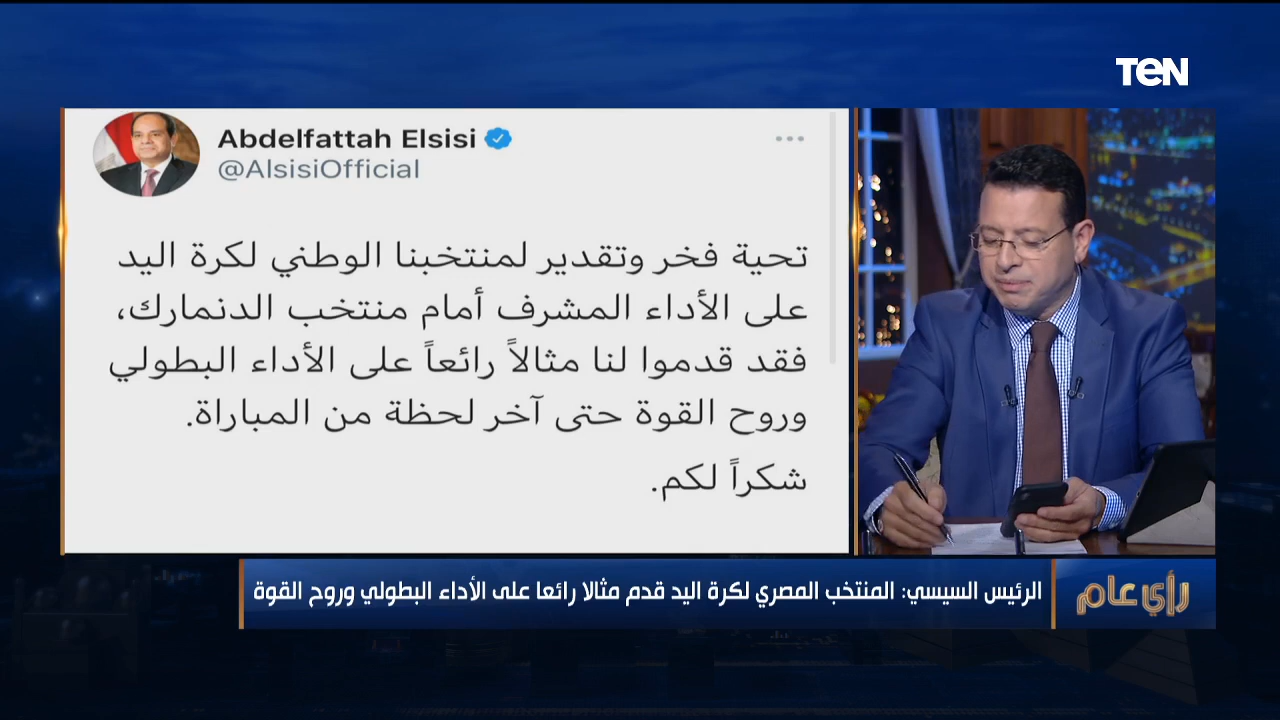 TEN
Abdelfattah Elsisi
@AlsisiOfficial
تحية فخر وتقدير لمنتخبنا الوطني لكرة اليد
على الأداء المشرف أمام منتخب الدنمارك،
فقد قدموا لنا مثالاً رائعاً على الأداء البطولي
وروح القوة حتى آخر لحظة من المباراة.
شكراً لكم.
رأي عام
الرئيس السيسي: المنتخب المصري لكرة اليد قدم مثالا رائعا على الأداء البطولي وروح القوة